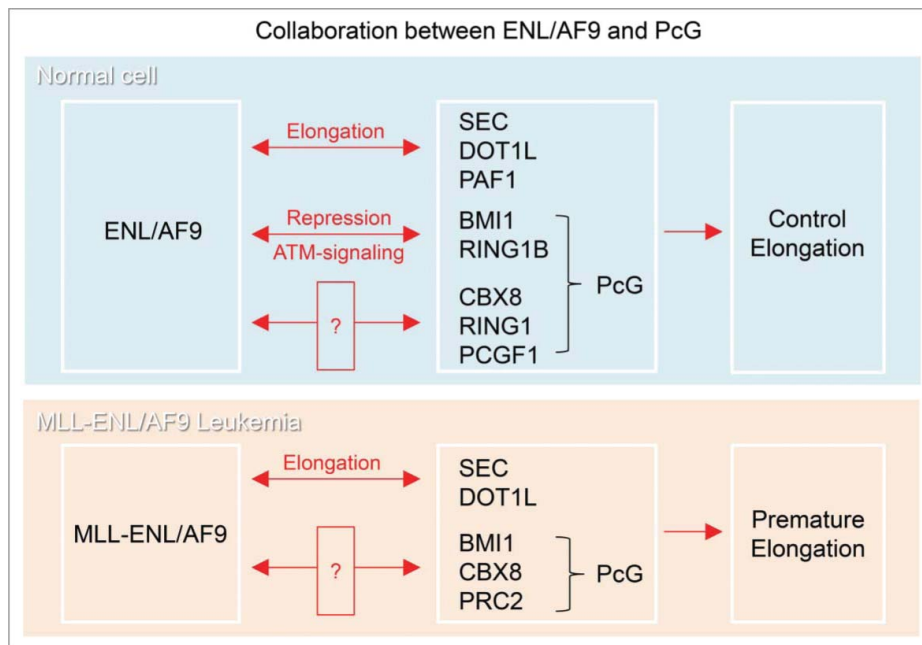 Collaboration between ENL/AF9 and PcG
Normal cell
ENL/AF9
Elongation
Repression
ATM-signaling
?
SEC
DOT1L
PAF1
BMI1
RING1B
CBX8
RING1
PCGF1
PcG
Control
Elongation
MLL-ENL/AF9 Leukemia
MLL-ENL/AF9
Elongation
?
SEC
DOT1L
BMI1
CBX8
PRC2
PcG
Premature
Elongation